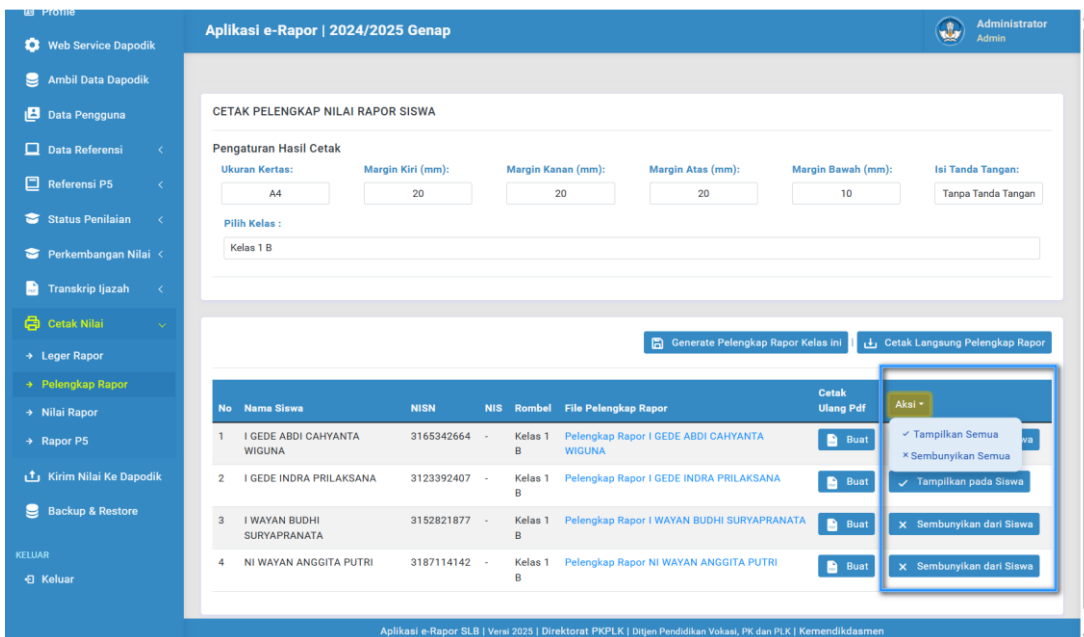 Profile
Web Service Dapodik
Ambil Data Dapodik
Data Pengguna
Data Referensi
Referensi P5
Status Penilaian
Perkembangan Nilai
Transkrip Ijazah
Cetak Nilai
Leger Rapor
Pelengkap Rapor
Nilai Rapor
Rapor P5
Kirim Nilai Ke Dapodik
Backup & Restore
KELUAR
Keluar
Aplikasi e-Rapor | 2024/2025 Genap
Administrator
Admin
CETAK PELENGKAP NILAI RAPOR SISWA
Pengaturan Hasil Cetak
Ukuran Kertas: Margin Kiri (mm): Margin Kanan (mm): Margin Atas (mm): Margin Bawah (mm): Isi Tanda Tangan:
A4 20 20 20 10 Tanpa Tanda Tangan
Pilih Kelas :
Kelas 1 B
Generate Pelengkap Rapor Kelas ini | Cetak Langsung Pelengkap Rapor
No Nama Siswa NISN NIS Rombel File Pelengkap Rapor Cetak Ulang Pdf Aksi
Tampilkan Semua
Sembunyikan Semua
1 I GEDE ABDI CAHYANTA WIGUNA 3165342664 - Kelas 1 B Pelengkap Rapor I GEDE ABDI CAHYANTA WIGUNA Buat
2 I GEDE INDRA PRILAKSANA 3123392407 - Kelas 1 B Pelengkap Rapor I GEDE INDRA PRILAKSANA Buat Tampilkan pada Siswa
3 I WAYAN BUDHI SURYAPRANATA 3152821877 - Kelas 1 B Pelengkap Rapor I WAYAN BUDHI SURYAPRANATA Buat Sembunyikan dari Siswa
4 NI WAYAN ANGGITA PUTRI 3187114142 - Kelas 1 B Pelengkap Rapor NI WAYAN ANGGITA PUTRI Buat Sembunyikan dari Siswa
Aplikasi e-Rapor SLB | Versi 2025 | Direktorat PKPLK | Ditjen Pendidikan Vokasi, PK dan PLK | Kemendikdasmen